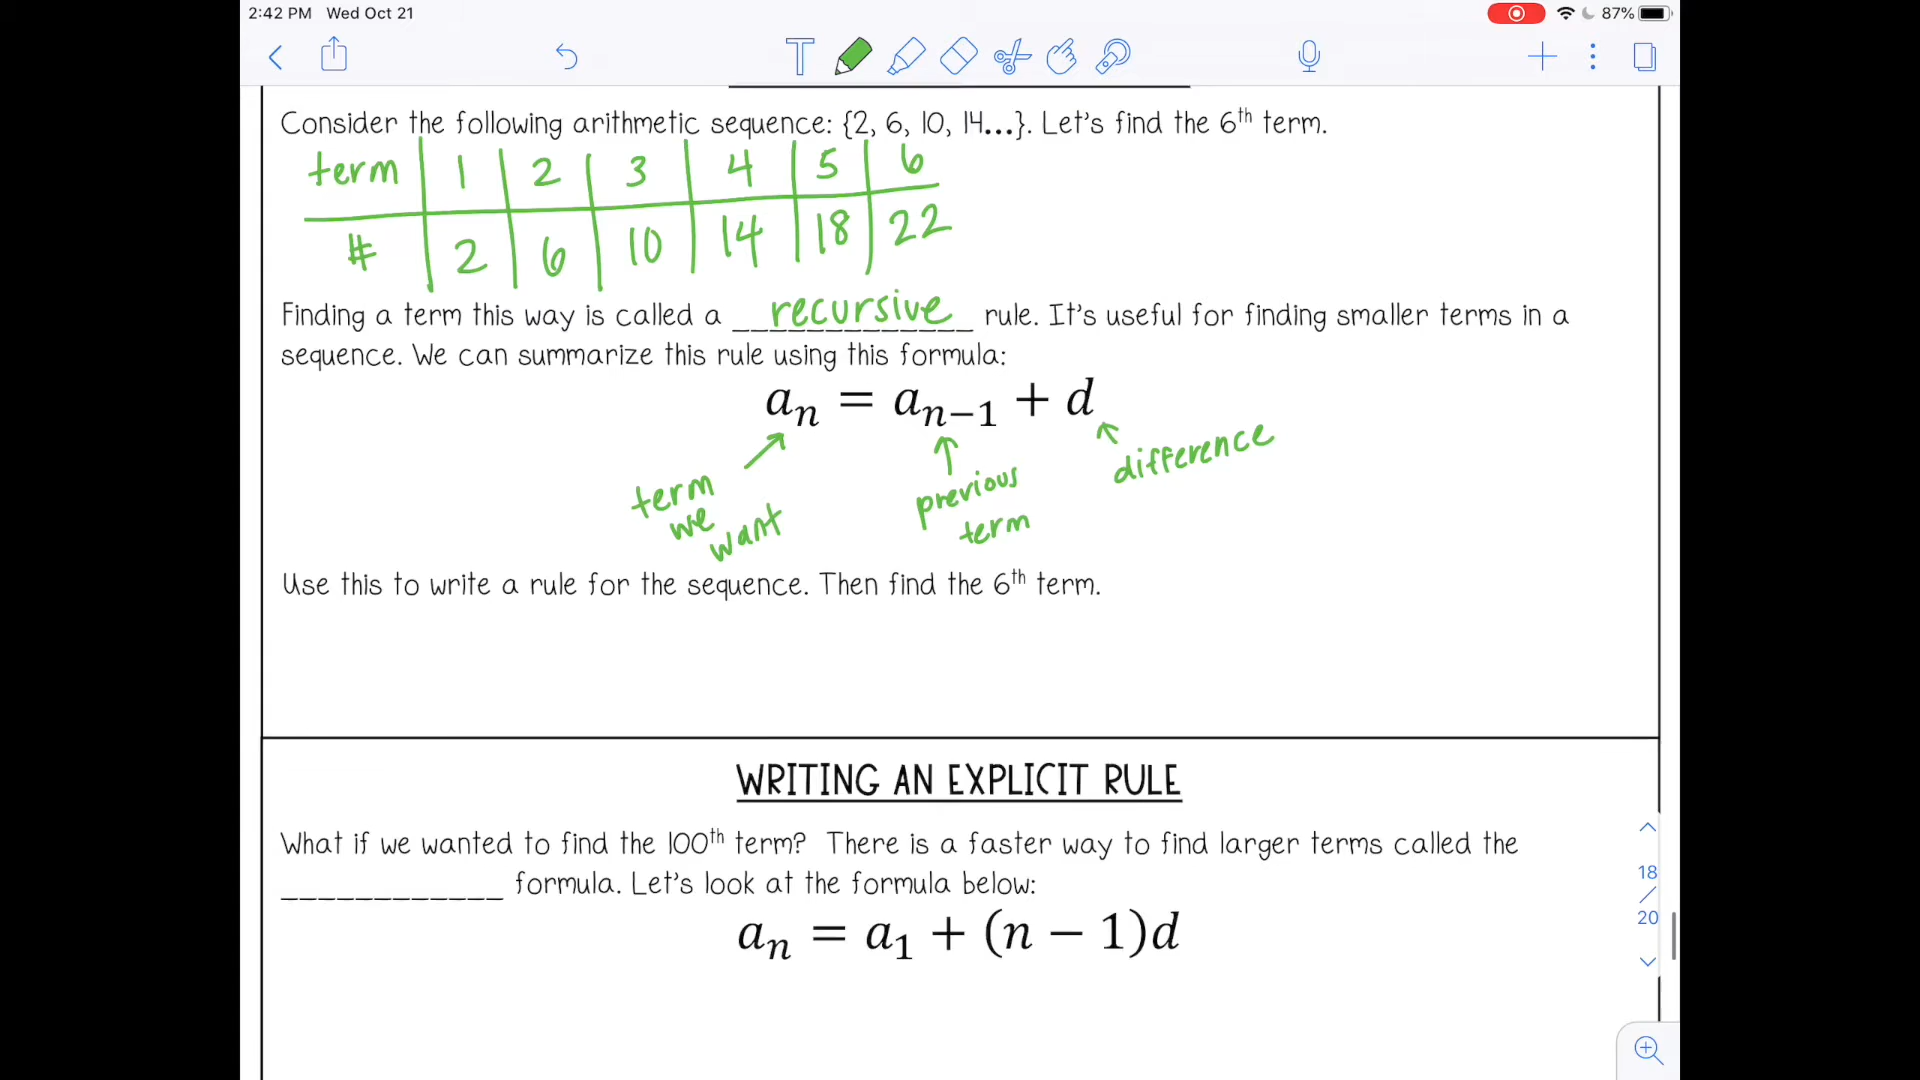 2:42 PM Wed Oct 21
87%
T
Consider the following arithmetic sequence: {2, 6, 10, 14...}. Let's find the 6th term.
term 1 2 3 4 5 6
# 2 6 10 14 18 22
Finding a term this way is called a recursive rule. It's useful for finding smaller terms in a
sequence. We can summarize this rule using this formula:
aₙ = aₙ₋₁ + d
term we want
previous term
difference
Use this to write a rule for the sequence. Then find the 6th term.
WRITING AN EXPLICIT RULE
What if we wanted to find the 100th term? There is a faster way to find larger terms called the
____________ formula. Let's look at the formula below:
aₙ = a₁ + (n − 1)d
18
/
20